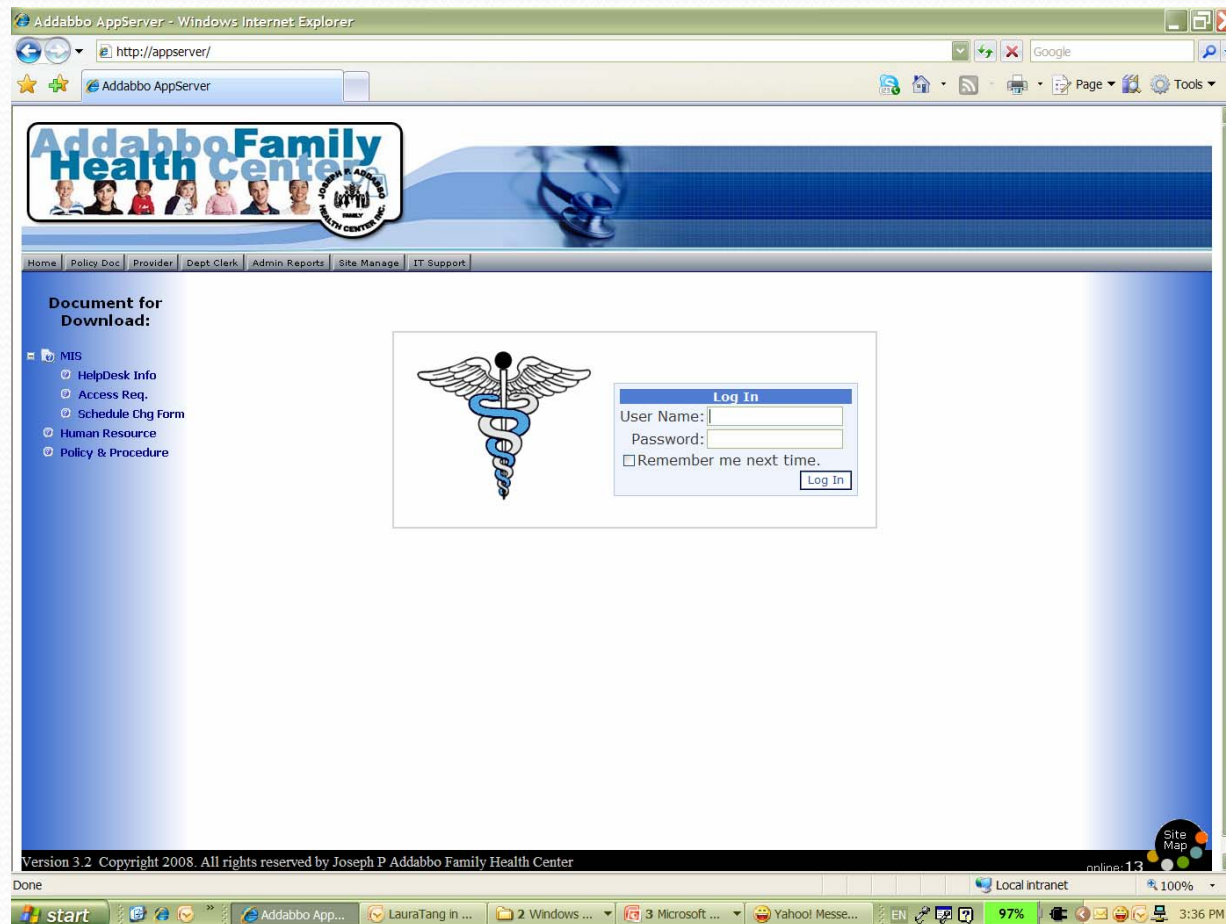 Addabbo AppServer - Windows Internet Explorer
http://appserver/
Google
Addabbo AppServer
Page
Tools
Addabbo Family
Health Center
JOSEPH P. ADDABBO
FAMILY
HEALTH CENTER INC.
Home Policy Doc Provider Dept Clerk Admin Reports Site Manage IT Support
Document for
Download:
MIS
HelpDesk Info
Access Req.
Schedule Chg Form
Human Resource
Policy & Procedure
Log In
User Name:
Password:
Remember me next time.
Log In
Site
Map
Version 3.2 Copyright 2008. All rights reserved by Joseph P Addabbo Family Health Center
online:13
Done
Local intranet
100%
start
Addabbo App...
LauraTang in ...
2 Windows ...
3 Microsoft ...
Yahoo! Messe...
EN
97%
3:36 PM